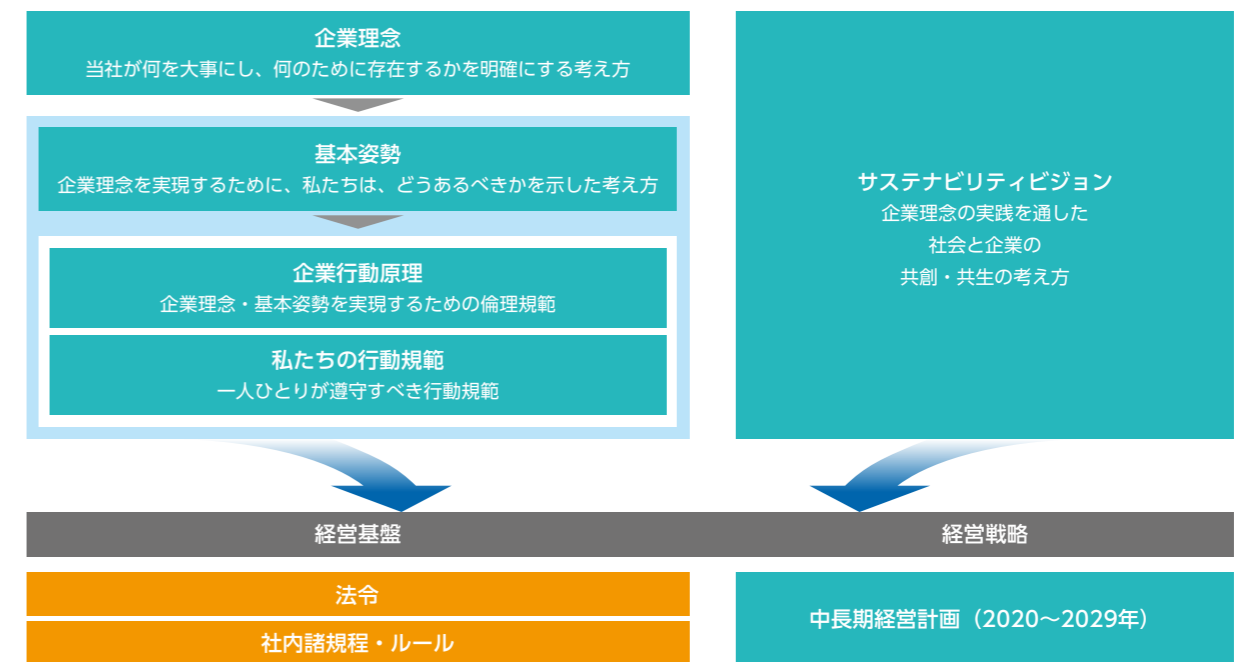 企業理念
当社が何を大事にし、何のために存在するかを明確にする考え方
基本姿勢
企業理念を実現するために、私たちは、どうあるべきかを示した考え方
企業行動原理
企業理念・基本姿勢を実現するための倫理規範
私たちの行動規範
一人ひとりが遵守すべき行動規範
サステナビリティビジョン
企業理念の実践を通した
社会と企業の
共創・共生の考え方
経営基盤
経営戦略
法令
社内諸規程・ルール
中長期経営計画（2020〜2029年）